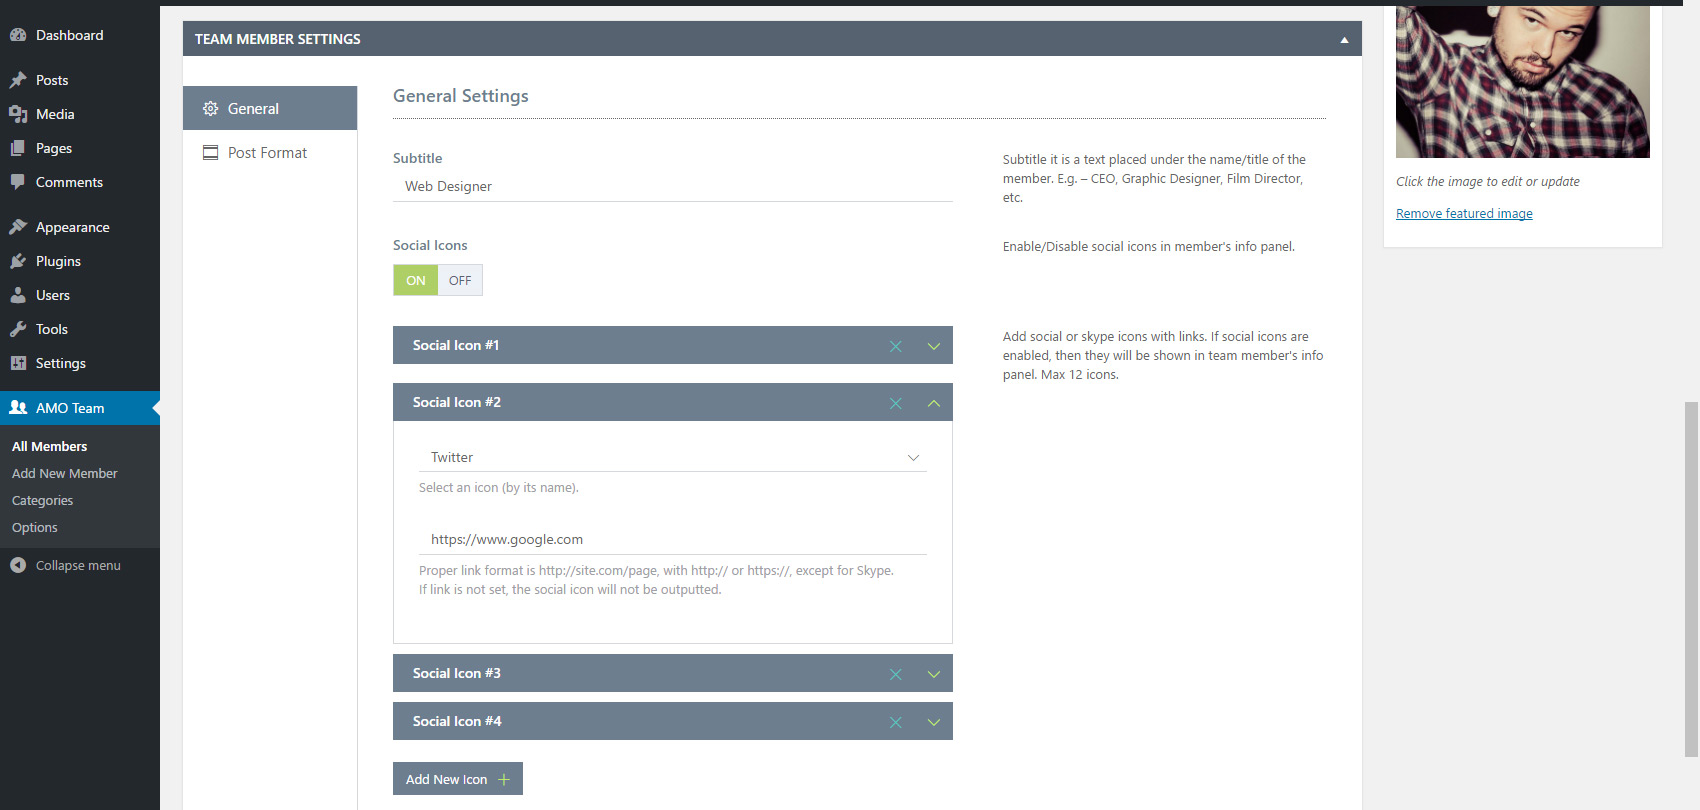 Dashboard
Posts
Media
Pages
Comments
Appearance
Plugins
Users
Tools
Settings
AMO Team
All Members
Add New Member
Categories
Options
Collapse menu
TEAM MEMBER SETTINGS
General
Post Format
General Settings
Subtitle
Web Designer
Subtitle it is a text placed under the name/title of the
member. E.g. – CEO, Graphic Designer, Film Director,
etc.
Social Icons
ON OFF
Enable/Disable social icons in member's info panel.
Social Icon #1
Add social or skype icons with links. If social icons are
enabled, then they will be shown in team member's info
panel. Max 12 icons.
Social Icon #2
Twitter
Select an icon (by its name).
https://www.google.com
Proper link format is http://site.com/page, with http:// or https://, except for Skype.
If link is not set, the social icon will not be outputted.
Social Icon #3
Social Icon #4
Add New Icon
Click the image to edit or update
Remove featured image